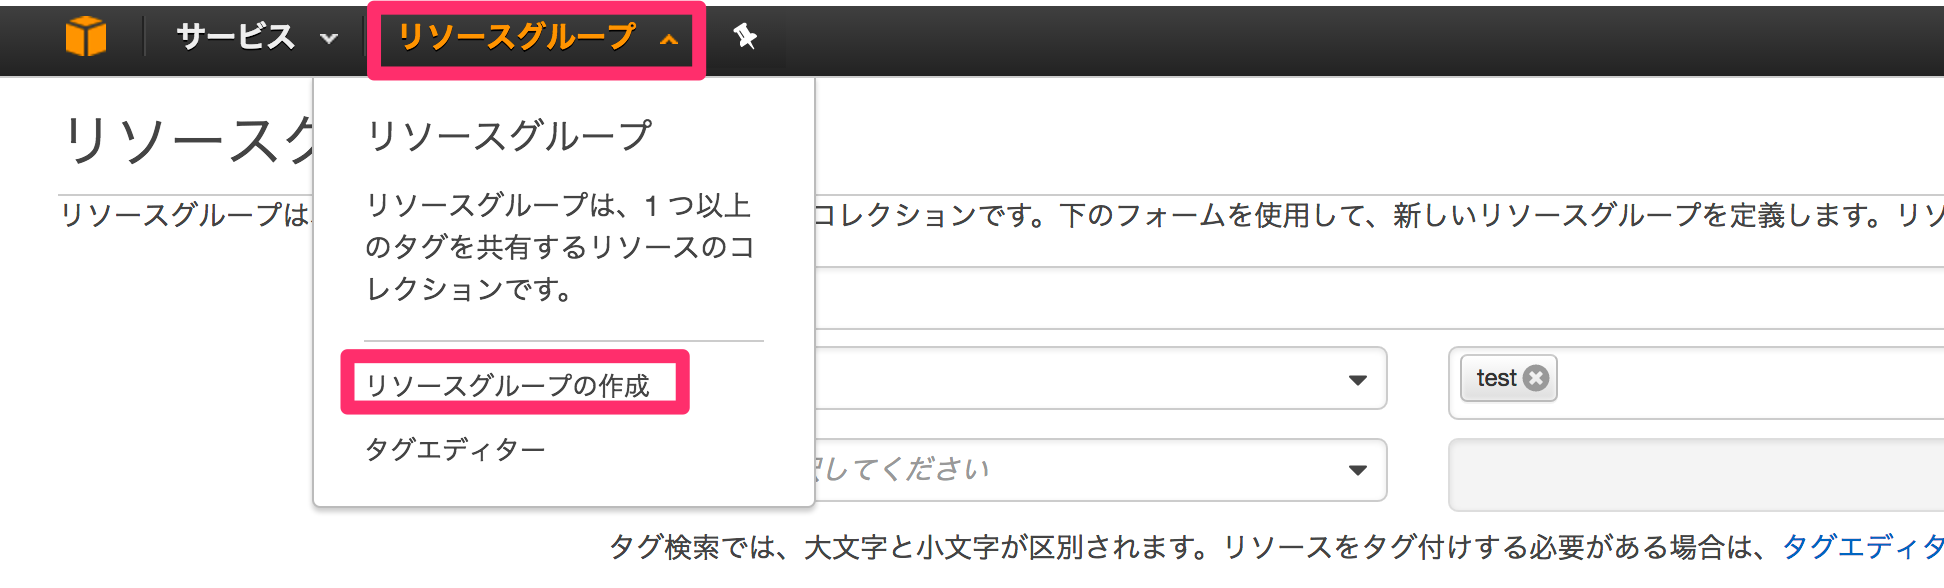 サービス
リソースグループ
リソースグループ
リソースグループは、1 つ以上
のタグを共有するリソースのコ
レクションです。
リソースグループの作成
タグエディター
リソースグ
リソースグループは
コレクションです。下のフォームを使用して、新しいリソースグループを定義します。リソ
test
してください
タグ検索では、大文字と小文字が区別されます。リソースをタグ付けする必要がある場合は、タグエディタ